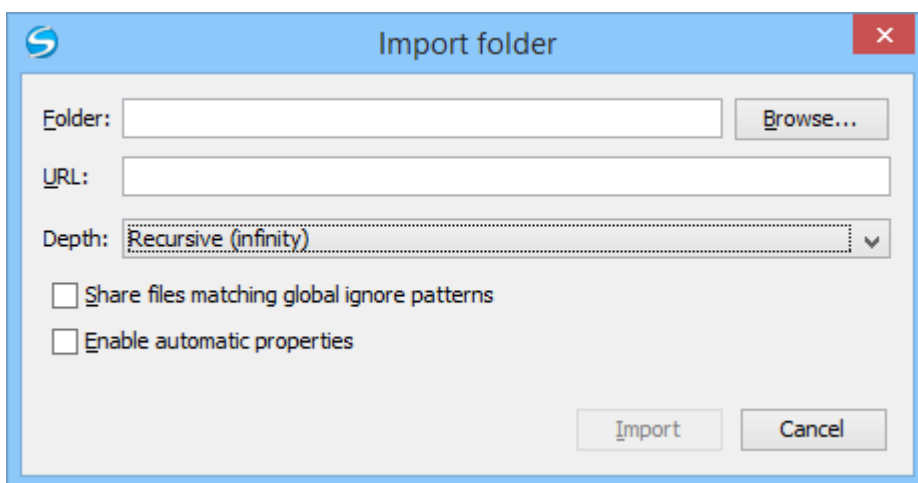 Import folder
Folder: Browse...
URL:
Depth: Recursive (infinity)
Share files matching global ignore patterns
Enable automatic properties
Import Cancel